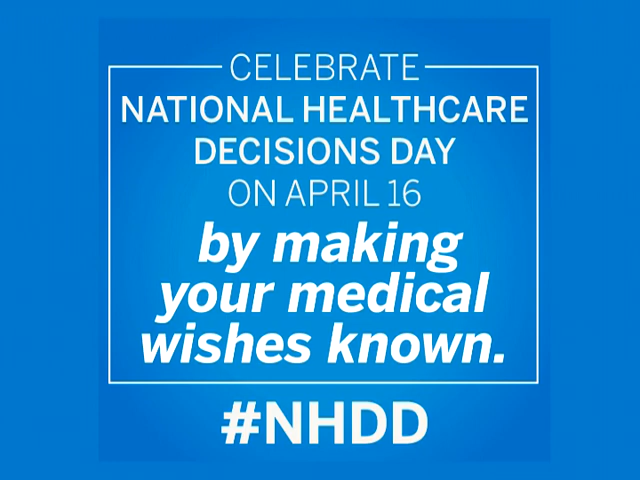 CELEBRATE
NATIONAL HEALTHCARE
DECISIONS DAY
ON APRIL 16
by making
your medical
wishes known.
#NHDD